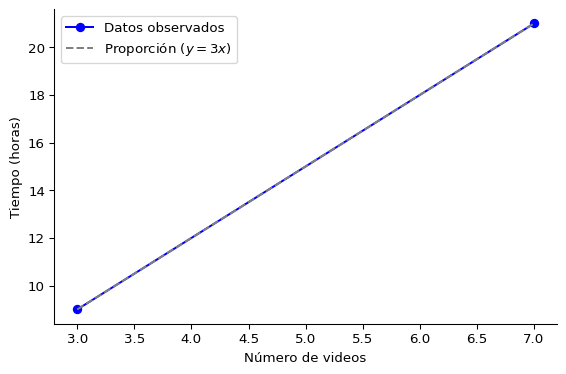 Datos observados
Proporción (y = 3x)
20
18
16
14
12
10
Tiempo (horas)
3.0 3.5 4.0 4.5 5.0 5.5 6.0 6.5 7.0
Número de videos